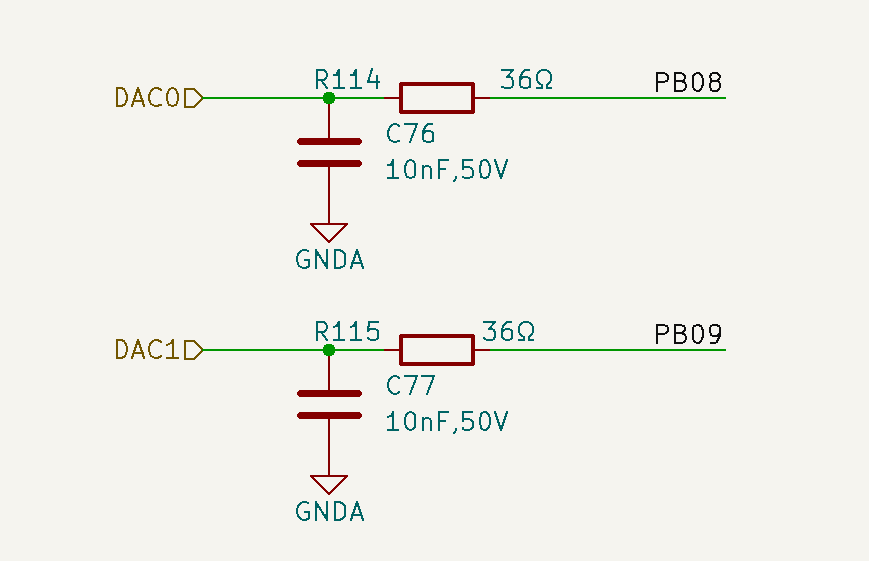 R114 36Ω PB08
DAC0
C76
10nF,50V
GNDA
R115 36Ω PB09
DAC1
C77
10nF,50V
GNDA